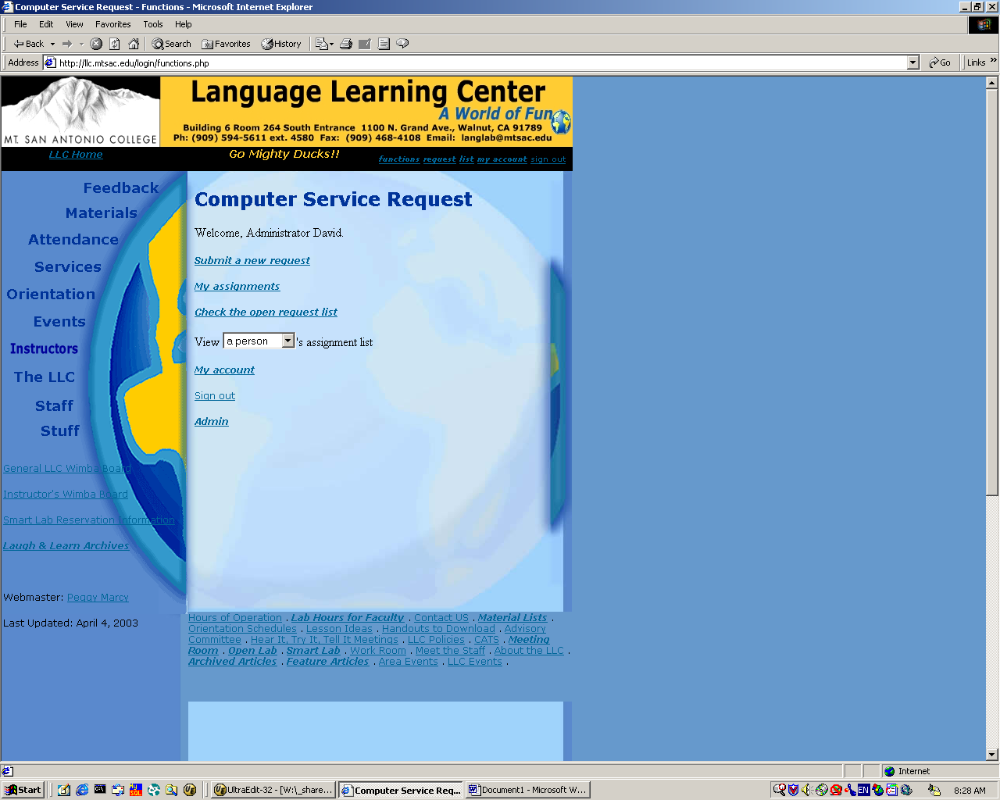 Computer Service Request - Functions - Microsoft Internet Explorer
File Edit View Favorites Tools Help
Back Search Favorites History
Address http://llc.mtsac.edu/login/functions.php Go Links »
Language Learning Center
A World of Fun
Building 6 Room 264 South Entrance 1100 N. Grand Ave., Walnut, CA 91789
MT. SAN ANTONIO COLLEGE
Ph: (909) 594-5611 ext. 4580 Fax: (909) 468-4108 Email: langlab@mtsac.edu
LLC Home Go Mighty Ducks!! functions request list my account sign out
Feedback
Materials
Attendance
Services
Orientation
Events
Instructors
The LLC
Staff
Stuff
General LLC Wimba Board
Instructor's Wimba Board
Smart Lab Reservation Information
Laugh & Learn Archives
Webmaster: Peggy Marcy
Last Updated: April 4, 2003
Computer Service Request
Welcome, Administrator David.
Submit a new request
My assignments
Check the open request list
View a person 's assignment list
My account
Sign out
Admin
Hours of Operation . Lab Hours for Faculty . Contact US . Material Lists .
Orientation Schedules . Lesson Ideas . Handouts to Download . Advisory
Committee . Hear It, Try It, Tell It Meetings . LLC Policies . CATS . Meeting
Room . Open Lab . Smart Lab . Work Room . Meet the Staff . About the LLC .
Archived Articles . Feature Articles . Area Events . LLC Events .
Internet
Start UltraEdit-32 - [W:\_share... Computer Service Req... Document1 - Microsoft W... EN 8:28 AM